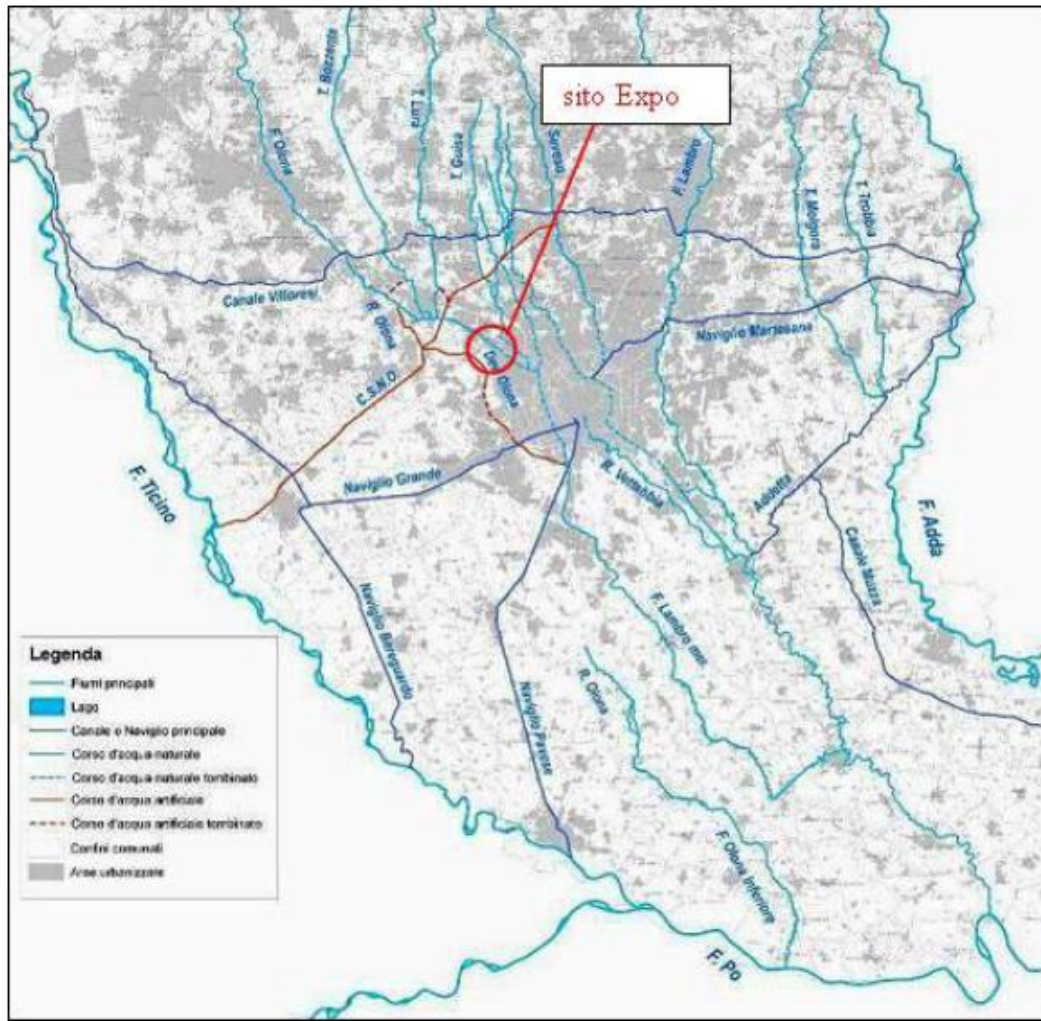 T. Bozzente
T. Lura
sito Expo
F. Olona
T. Guisa
Seveso
F. Lambro
T. Molgora
T. Trobbia
Canale Villoresi
R. Olona
Naviglio Martesana
Olona
C.S.N.O.
F. Ticino
Naviglio Grande
R. Vettabbia
Addetta
F. Adda
Canale Muzza
Naviglio Bereguardo
F. Lambro mer.
R. Olona
Naviglio Pavese
F. Olona Inferiore
F. Po
Legenda
Fiumi principali
Lago
Canale o Naviglio principale
Corso d'acqua naturale
Corso d'acqua naturale tombinato
Corso d'acqua artificiale
Corso d'acqua artificiale tombinato
Confini comunali
Aree urbanizzate